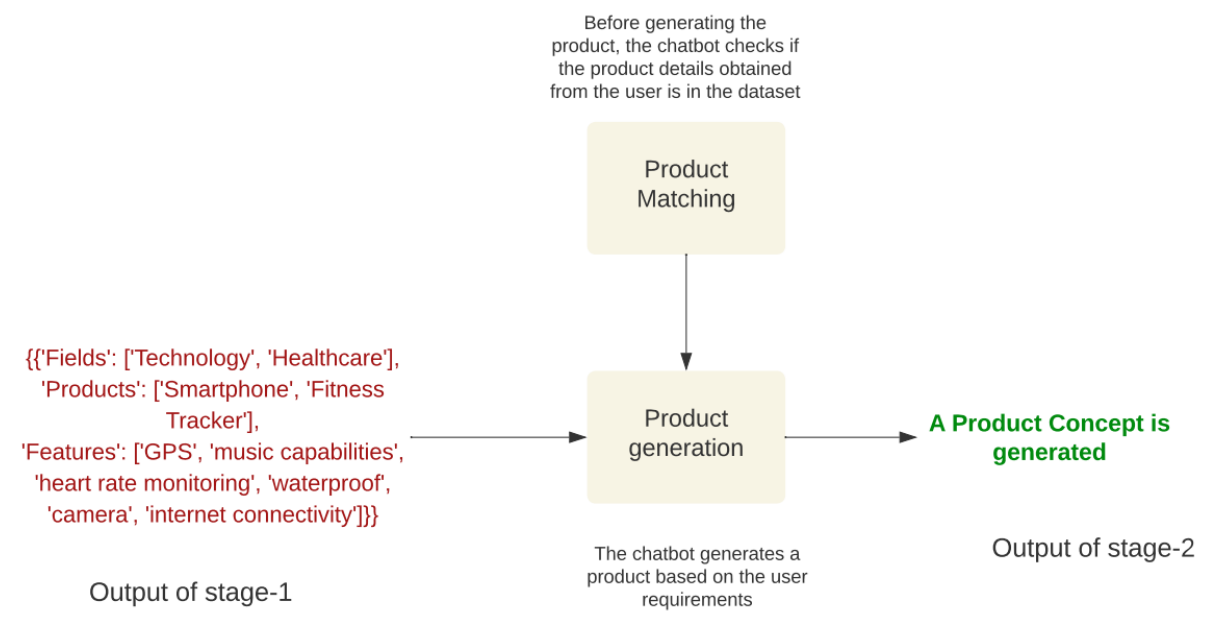 Before generating the
product, the chatbot checks if
the product details obtained
from the user is in the dataset
Product
Matching
{{'Fields': ['Technology', 'Healthcare'],
'Products': ['Smartphone', 'Fitness
Tracker'],
'Features': ['GPS', 'music capabilities',
'heart rate monitoring', 'waterproof',
'camera', 'internet connectivity']}}
Output of stage-1
Product
generation
The chatbot generates a
product based on the user
requirements
A Product Concept is
generated
Output of stage-2